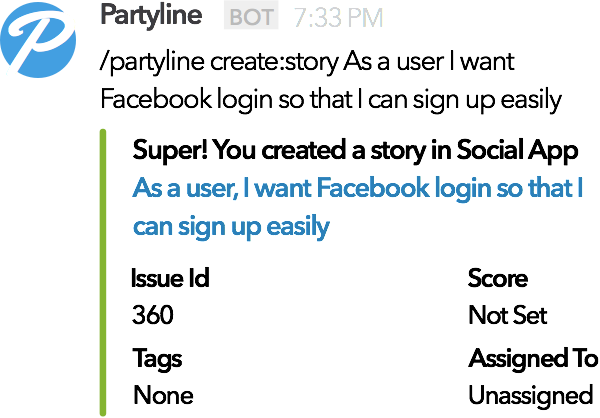 Partyline BOT 7:33 PM
/partyline create:story As a user I want
Facebook login so that I can sign up easily
Super! You created a story in Social App
As a user, I want Facebook login so that I
can sign up easily
Issue Id Score
360 Not Set
Tags Assigned To
None Unassigned